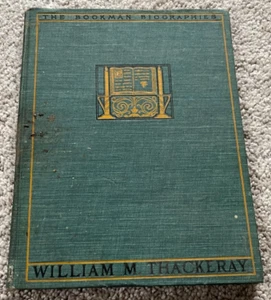 THE BOOKMAN BIOGRAPHIES
WILLIAM M. THACKERAY